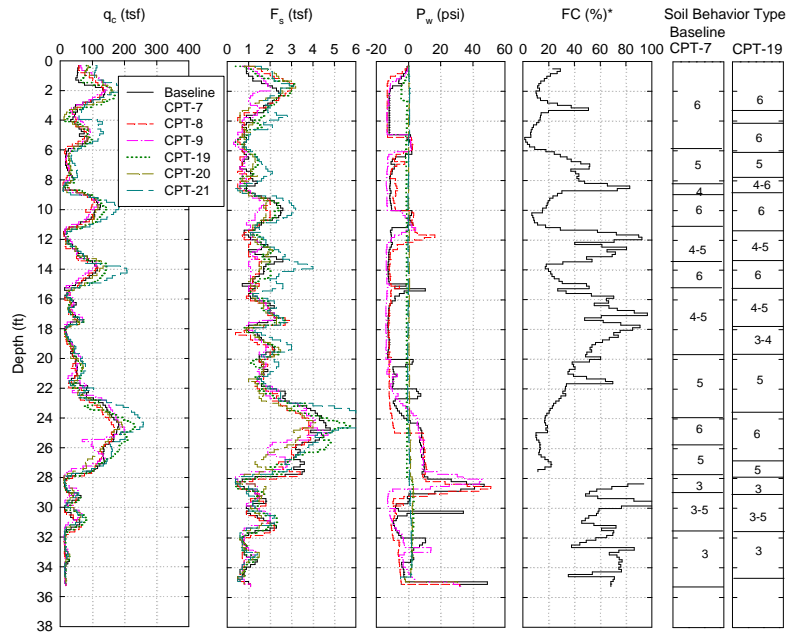 q_c (tsf)
F_s (tsf)
P_w (psi)
FC (%)*
Soil Behavior Type
Baseline
CPT-7
CPT-19
0 100 200 300 400
0 1 2 3 4 5 6
-20 0 20 40 60
0 20 40 60 80 100
Depth (ft)
0
2
4
6
8
10
12
14
16
18
20
22
24
26
28
30
32
34
36
38
Baseline
CPT-7
CPT-8
CPT-9
CPT-19
CPT-20
CPT-21
6
5
4
6
4-5
6
4-5
5
6
5
3
3-5
3
6
6
5
4-6
6
4-5
6
4-5
3-4
5
6
5
3
3-5
3